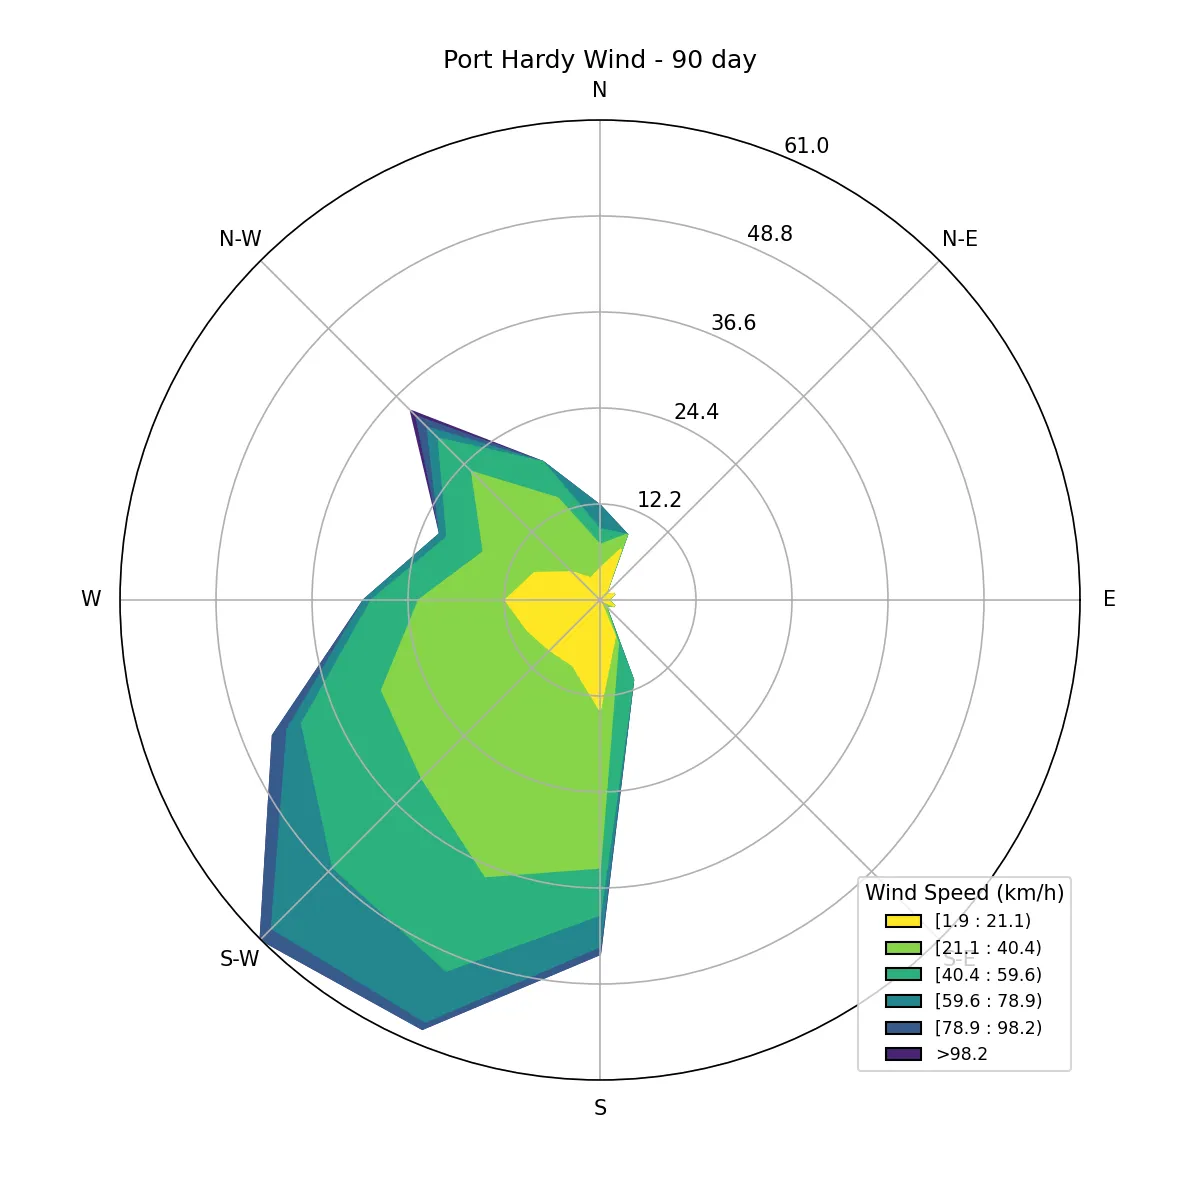 Port Hardy Wind - 90 day
N
61.0
N-W
N-E
48.8
36.6
24.4
12.2
W
E
S-W
S-E
Wind Speed (km/h)
[1.9 : 21.1)
[21.1 : 40.4)
[40.4 : 59.6)
[59.6 : 78.9)
[78.9 : 98.2)
>98.2
S